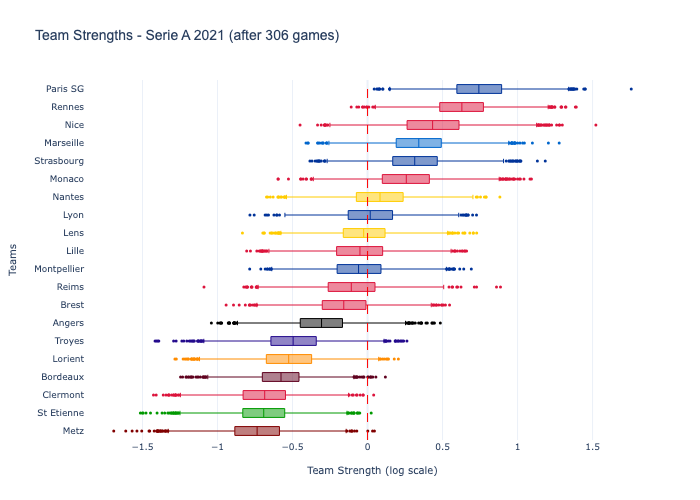 Team Strengths - Serie A 2021 (after 306 games)
Paris SG
Rennes
Nice
Marseille
Strasbourg
Monaco
Nantes
Lyon
Lens
Lille
Montpellier
Reims
Brest
Angers
Troyes
Lorient
Bordeaux
Clermont
St Etienne
Metz
Teams
−1.5 −1 −0.5 0 0.5 1 1.5
Team Strength (log scale)